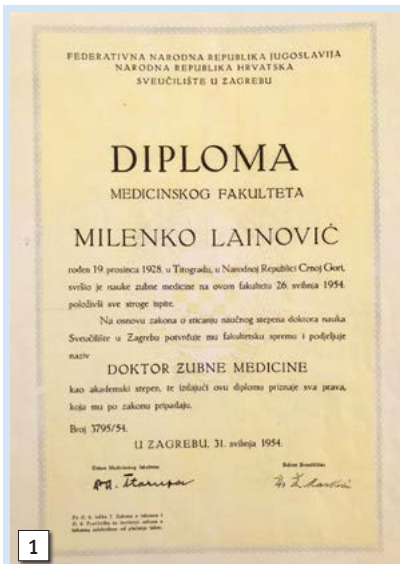 FEDERATIVNA NARODNA REPUBLIKA JUGOSLAVIJA
NARODNA REPUBLIKA HRVATSKA
SVEUČILIŠTE U ZAGREBU
DIPLOMA
MEDICINSKOG FAKULTETA
MILENKO LAINOVIĆ
rođen 19. prosinca 1928. u Titogradu, u Narodnoj Republici Crnoj Gori,
svršio je nauke zubne medicine na ovom fakultetu 26. svibnja 1954.
položivši sve stroge ispite.
Na osnovu zakona o sticanju naučnog stepena doktora nauka
Sveučilište u Zagrebu potvrđuje mu fakultetsku spremu i podjeljuje
naziv
DOKTOR ZUBNE MEDICINE
kao akademski stepen, te izdajući ovu diplomu priznaje sva prava,
koja mu po zakonu pripadaju.
Broj 3795/54.
U ZAGREBU, 31. svibnja 1954.
Dekan Medicinskog fakulteta:
Rektor Sveučilišta:
1